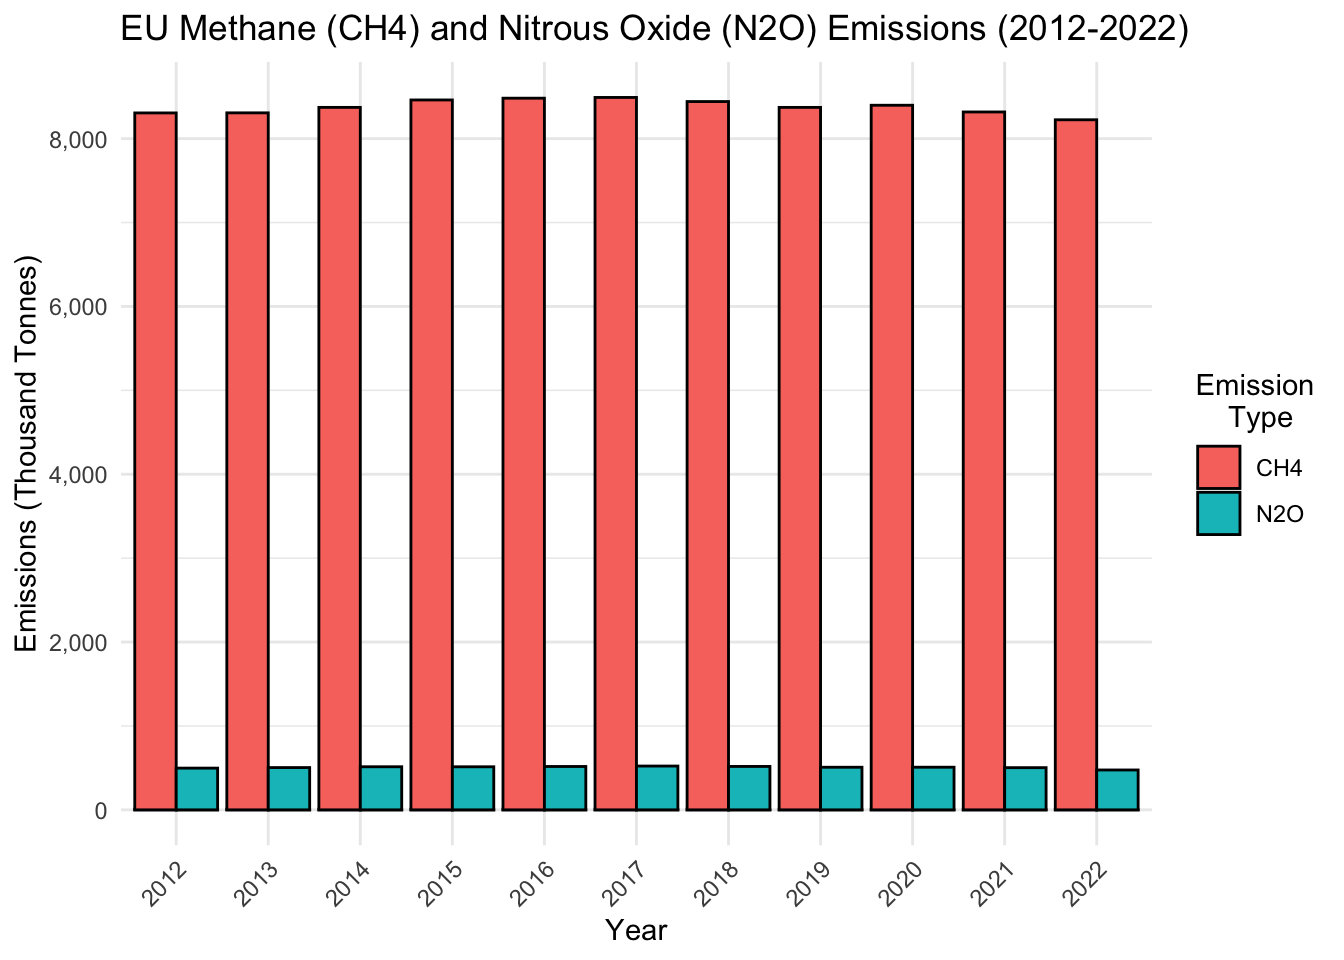 EU Methane (CH4) and Nitrous Oxide (N2O) Emissions (2012-2022)
Emissions (Thousand Tonnes)
8,000
6,000
4,000
2,000
0
2012
2013
2014
2015
2016
2017
2018
2019
2020
2021
2022
Year
Emission
Type
CH4
N2O